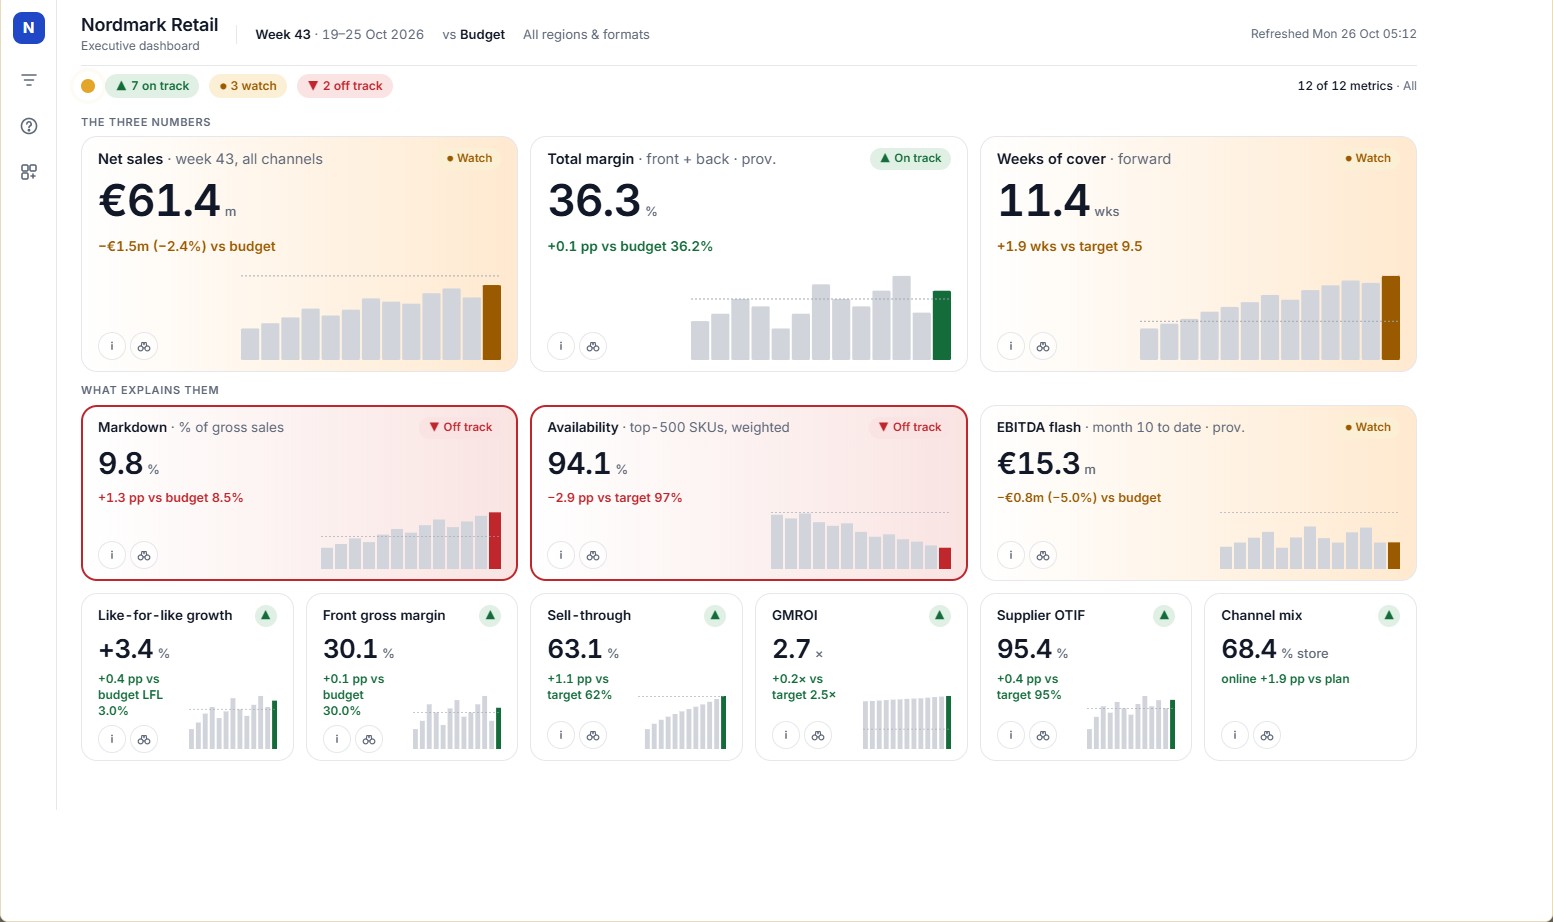 N
Nordmark Retail
Executive dashboard
Week 43 · 19–25 Oct 2026 vs Budget All regions & formats
Refreshed Mon 26 Oct 05:12
▲ 7 on track ● 3 watch ▼ 2 off track
12 of 12 metrics · All
THE THREE NUMBERS
Net sales · week 43, all channels
● Watch
€61.4 m
−€1.5m (−2.4%) vs budget
i
Total margin · front + back · prov.
▲ On track
36.3 %
+0.1 pp vs budget 36.2%
i
Weeks of cover · forward
● Watch
11.4 wks
+1.9 wks vs target 9.5
i
WHAT EXPLAINS THEM
Markdown · % of gross sales
▼ Off track
9.8 %
+1.3 pp vs budget 8.5%
i
Availability · top-500 SKUs, weighted
▼ Off track
94.1 %
−2.9 pp vs target 97%
i
EBITDA flash · month 10 to date · prov.
● Watch
€15.3 m
−€0.8m (−5.0%) vs budget
i
Like-for-like growth
▲
+3.4 %
+0.4 pp vs
budget LFL
3.0%
i
Front gross margin
▲
30.1 %
+0.1 pp vs
budget
30.0%
i
Sell-through
▲
63.1 %
+1.1 pp vs
target 62%
i
GMROI
▲
2.7 ×
+0.2× vs
target 2.5×
i
Supplier OTIF
▲
95.4 %
+0.4 pp vs
target 95%
i
Channel mix
▲
68.4 % store
online +1.9 pp vs plan
i